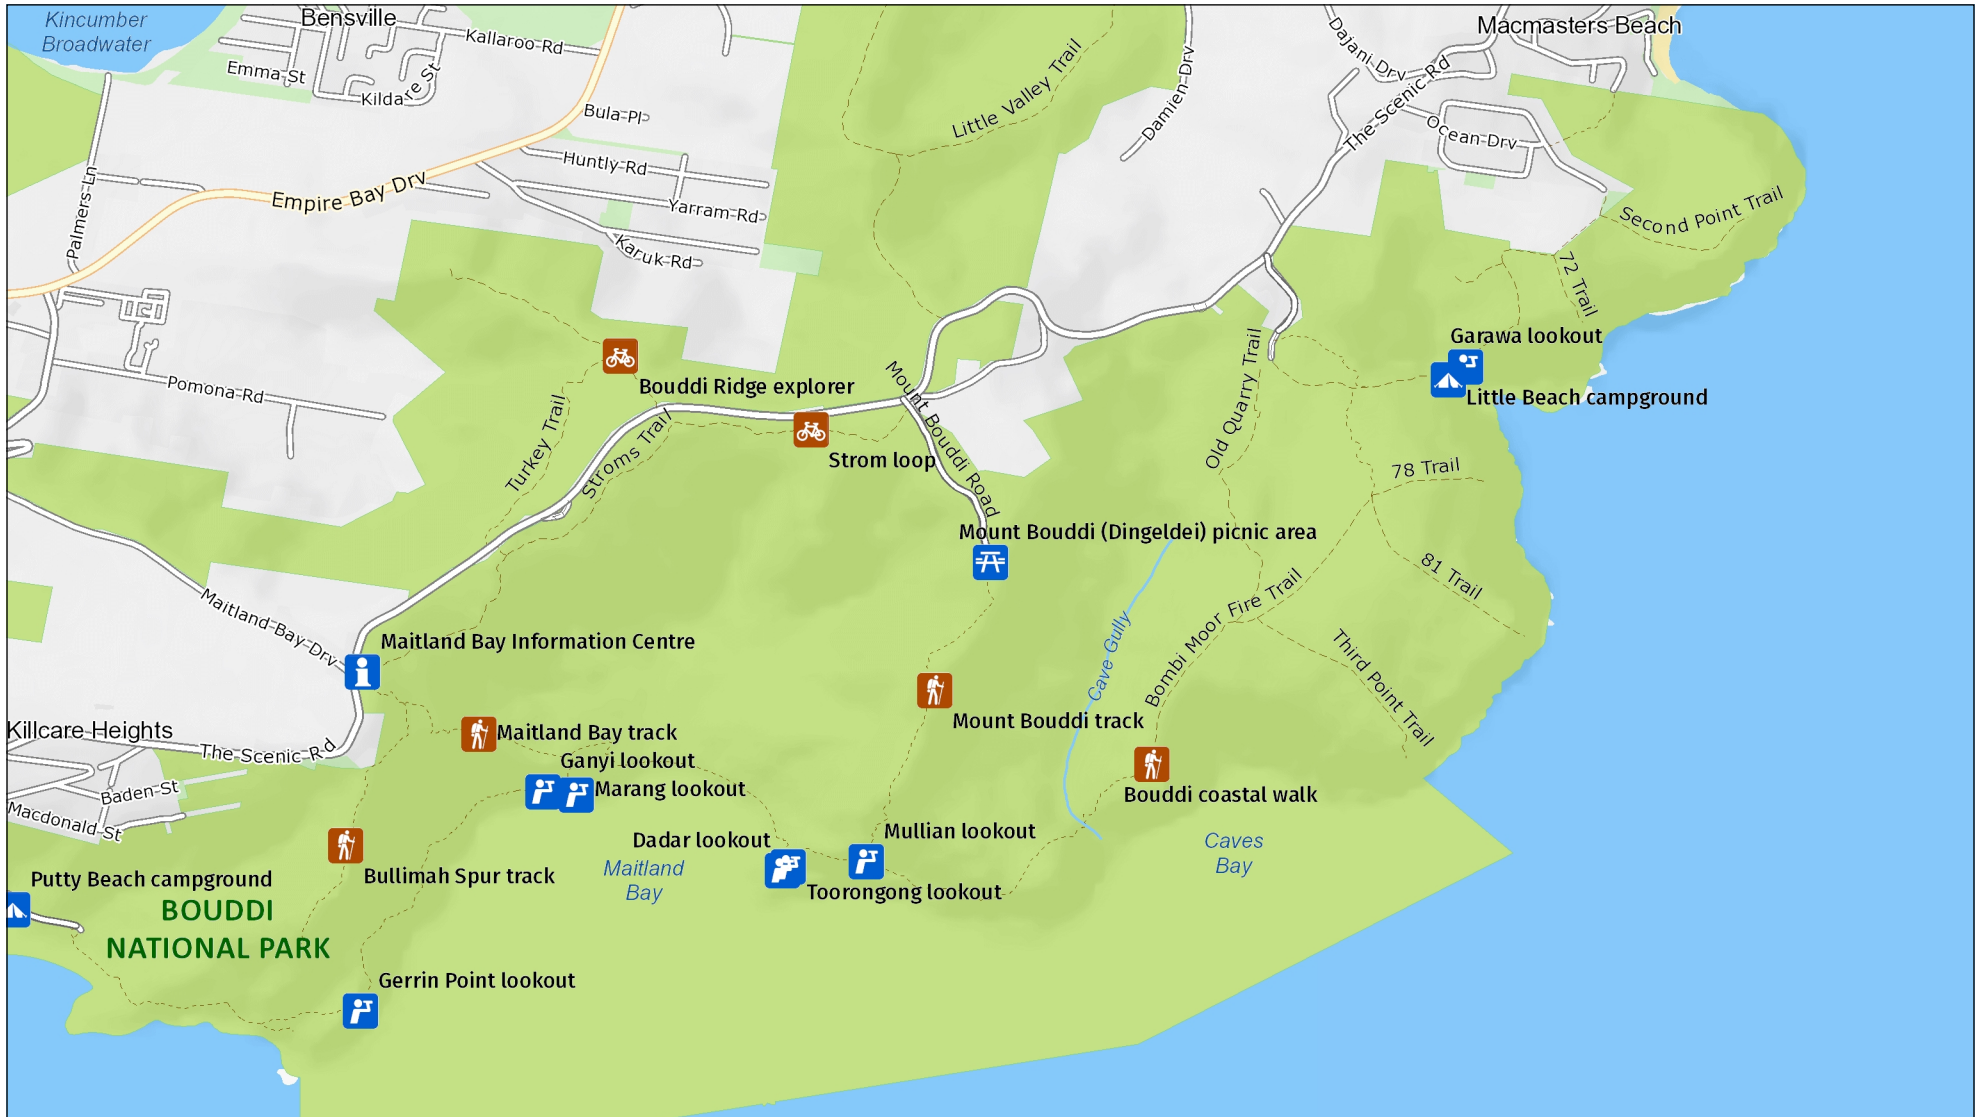 Kincumber
Broadwater
Bensville
Kallaroo Rd
Emma St
Kildare St
Bula Pl
Huntly Rd
Yarram Rd
Karuk Rd
Empire Bay Drv
Palmers Ln
Little Valley Trail
Damien Drv
Dajani Drv
Macmasters Beach
The Scenic Rd
Ocean Drv
Second Point Trail
72 Trail
Garawa lookout
Little Beach campground
Pomona Rd
Bouddi Ridge explorer
Turkey Trail
Stroms Trail
Strom loop
Mount Bouddi Road
Old Quarry Trail
78 Trail
81 Trail
Mount Bouddi (Dingeldei) picnic area
Bombi Moor Fire Trail
Third Point Trail
Cave Gully
Maitland Bay Drv
Maitland Bay Information Centre
Killcare Heights
The Scenic Rd
Baden St
Macdonald St
Maitland Bay track
Ganyi lookout
Marang lookout
Mount Bouddi track
Bouddi coastal walk
Mullian lookout
Dadar lookout
Toorongong lookout
Maitland
Bay
Caves
Bay
Bullimah Spur track
Putty Beach campground
BOUDDI
NATIONAL PARK
Gerrin Point lookout